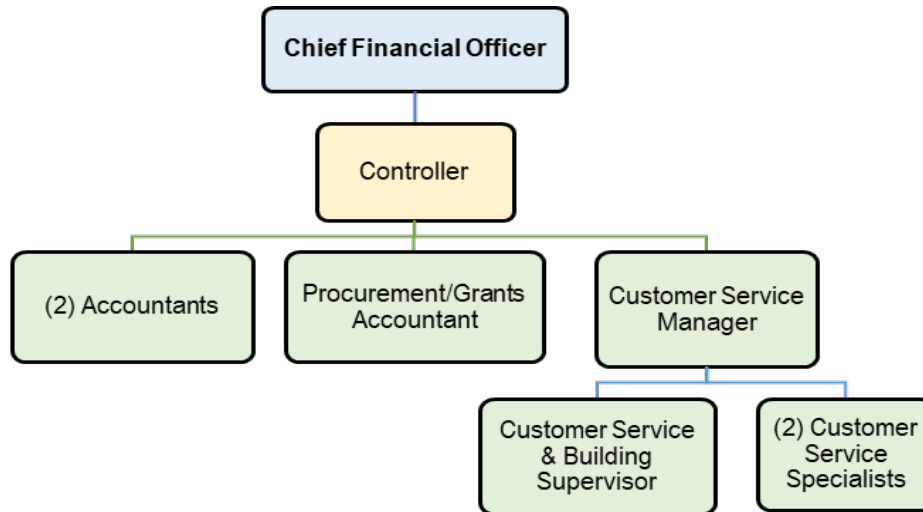 Chief Financial Officer
Controller
(2) Accountants
Procurement/Grants
Accountant
Customer Service
Manager
Customer Service
& Building
Supervisor
(2) Customer
Service
Specialists